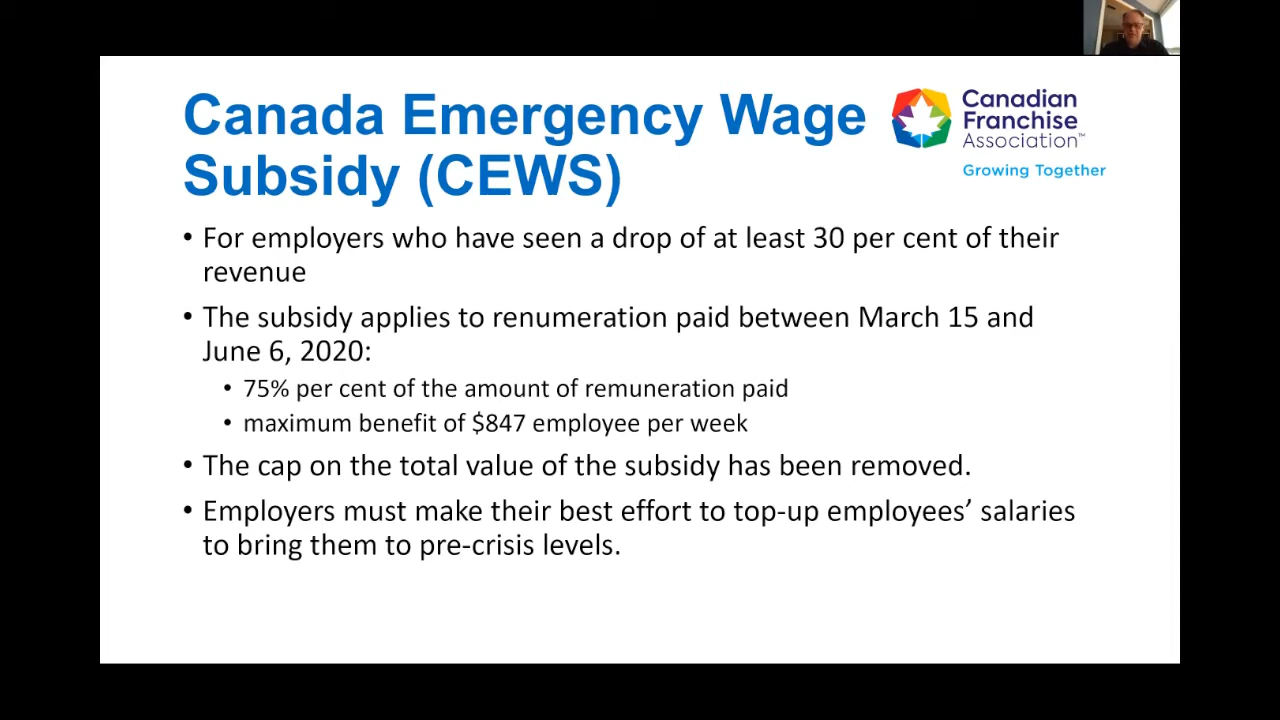 Canada Emergency Wage
Subsidy (CEWS)
Canadian
Franchise
Association™
Growing Together
• For employers who have seen a drop of at least 30 per cent of their
revenue
• The subsidy applies to renumeration paid between March 15 and
June 6, 2020:
• 75% per cent of the amount of remuneration paid
• maximum benefit of $847 employee per week
• The cap on the total value of the subsidy has been removed.
• Employers must make their best effort to top-up employees’ salaries
to bring them to pre-crisis levels.